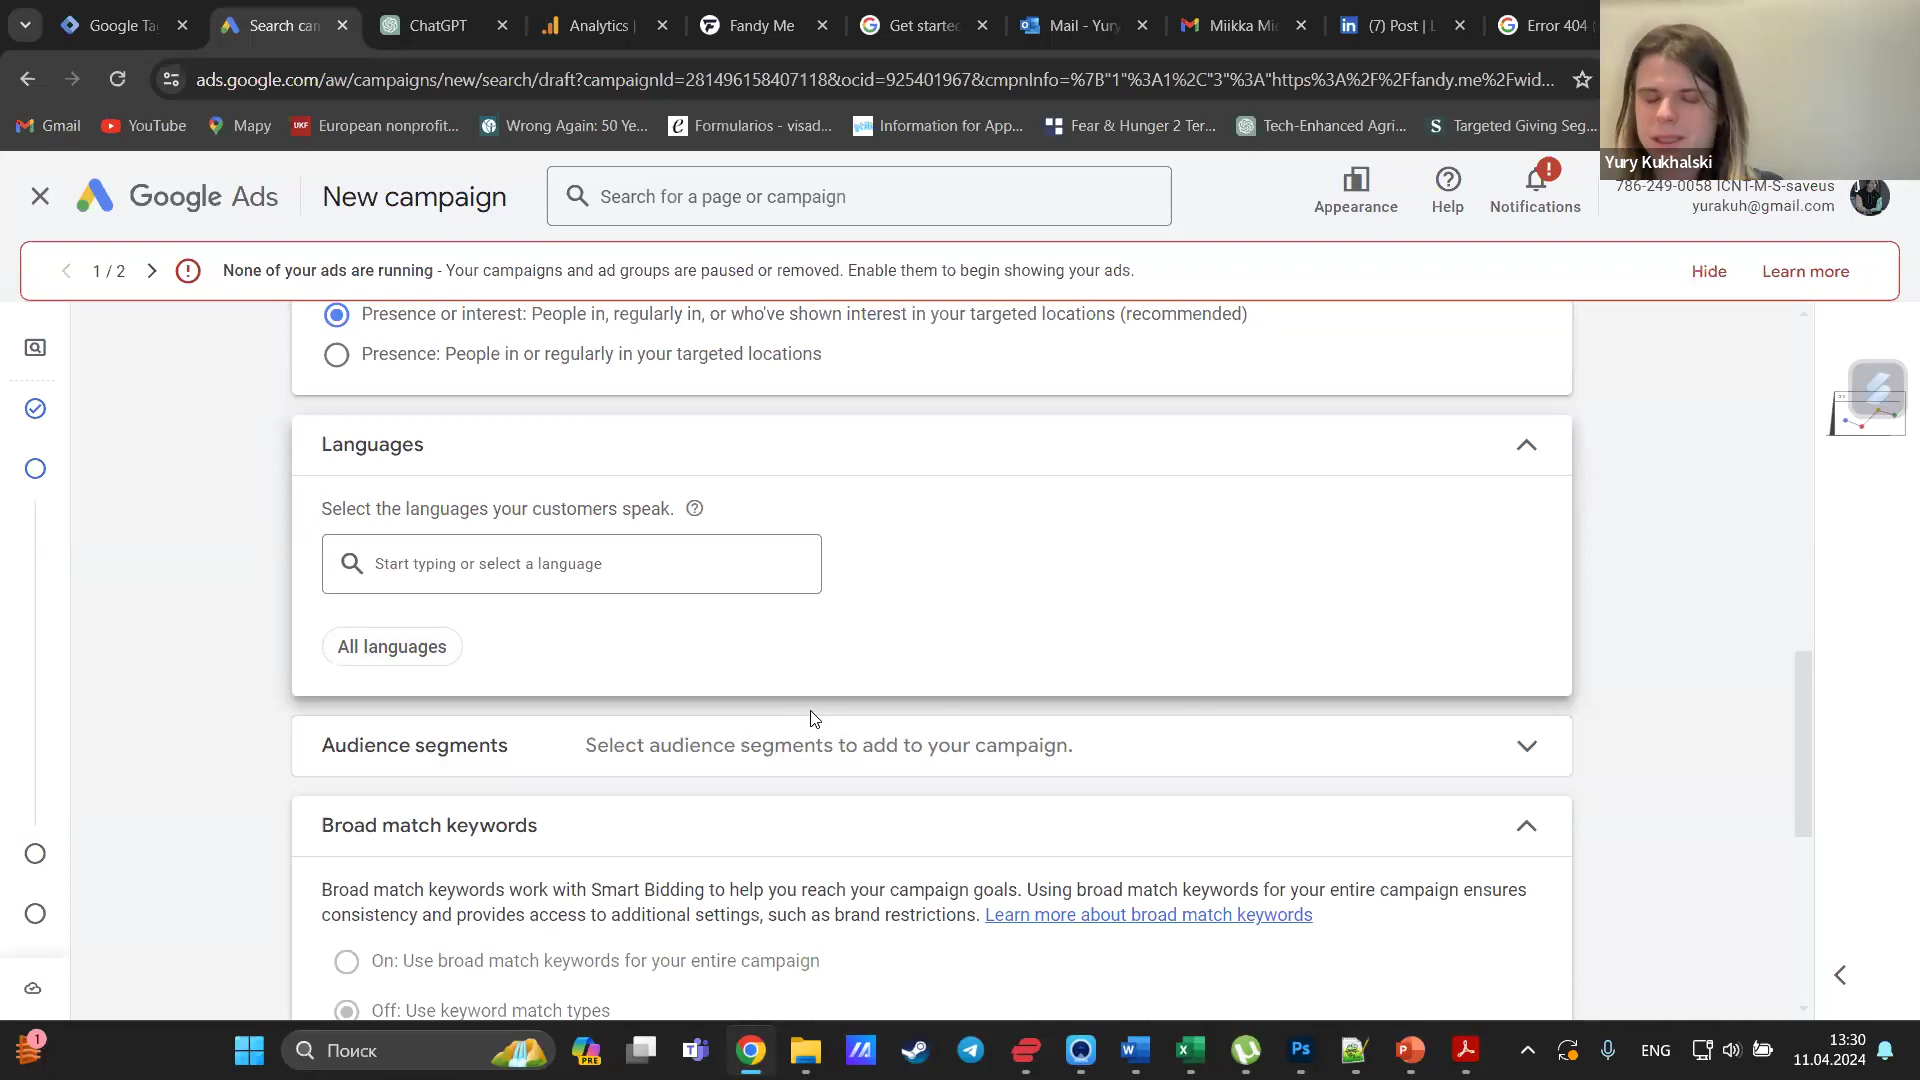 Google Ta
Search can
ChatGPT
Analytics |
Fandy Me
Get starte
Mail - Yury
Miikka Mi
(7) Post | L
Error 404
ads.google.com/aw/campaigns/new/search/draft?campaignId=281496158407118&ocid=925401967&cmpnInfo=%7B"1"%3A1%2C"3"%3A"https%3A%2F%2Ffandy.me%2Fwid...
Gmail
YouTube
Mapy
UKF
European nonprofit...
Wrong Again: 50 Ye...
Formularios - visad...
Information for App...
Fear & Hunger 2 Ter...
Tech-Enhanced Agri...
Targeted Giving Seg...
Yury Kukhalski
Google Ads
New campaign
Search for a page or campaign
Appearance
Help
Notifications
786-249-0058 ICNT-M-S-saveus
yurakuh@gmail.com
1 / 2
None of your ads are running - Your campaigns and ad groups are paused or removed. Enable them to begin showing your ads.
Hide
Learn more
Presence or interest: People in, regularly in, or who've shown interest in your targeted locations (recommended)
Presence: People in or regularly in your targeted locations
Languages
Select the languages your customers speak.
Start typing or select a language
All languages
Audience segments
Select audience segments to add to your campaign.
Broad match keywords
Broad match keywords work with Smart Bidding to help you reach your campaign goals. Using broad match keywords for your entire campaign ensures
consistency and provides access to additional settings, such as brand restrictions. Learn more about broad match keywords
On: Use broad match keywords for your entire campaign
Off: Use keyword match types
1
Поиск
PRE
ENG
13:30
11.04.2024